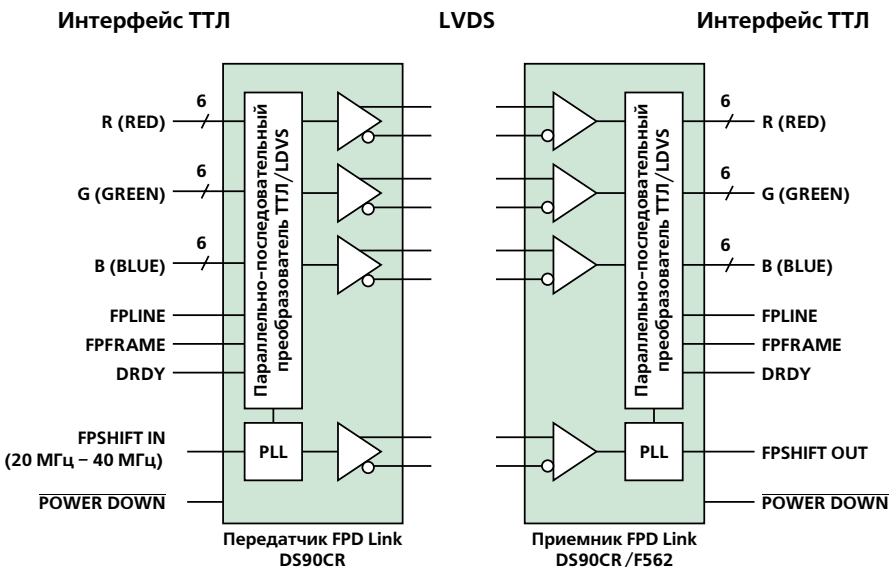 Интерфейс ТТЛ
LVDS
Интерфейс ТТЛ
6
R (RED)
6
G (GREEN)
6
B (BLUE)
FPLINE
FPFRAME
DRDY
FPSHIFT IN
(20 МГц – 40 МГц)
POWER DOWN
Параллельно-последовательный
преобразователь ТТЛ/LDVS
PLL
Передатчик FPD Link
DS90CR
Параллельно-последовательный
преобразователь ТТЛ/LDVS
PLL
Приемник FPD Link
DS90CR/F562
6
R (RED)
6
G (GREEN)
6
B (BLUE)
FPLINE
FPFRAME
DRDY
FPSHIFT OUT
POWER DOWN